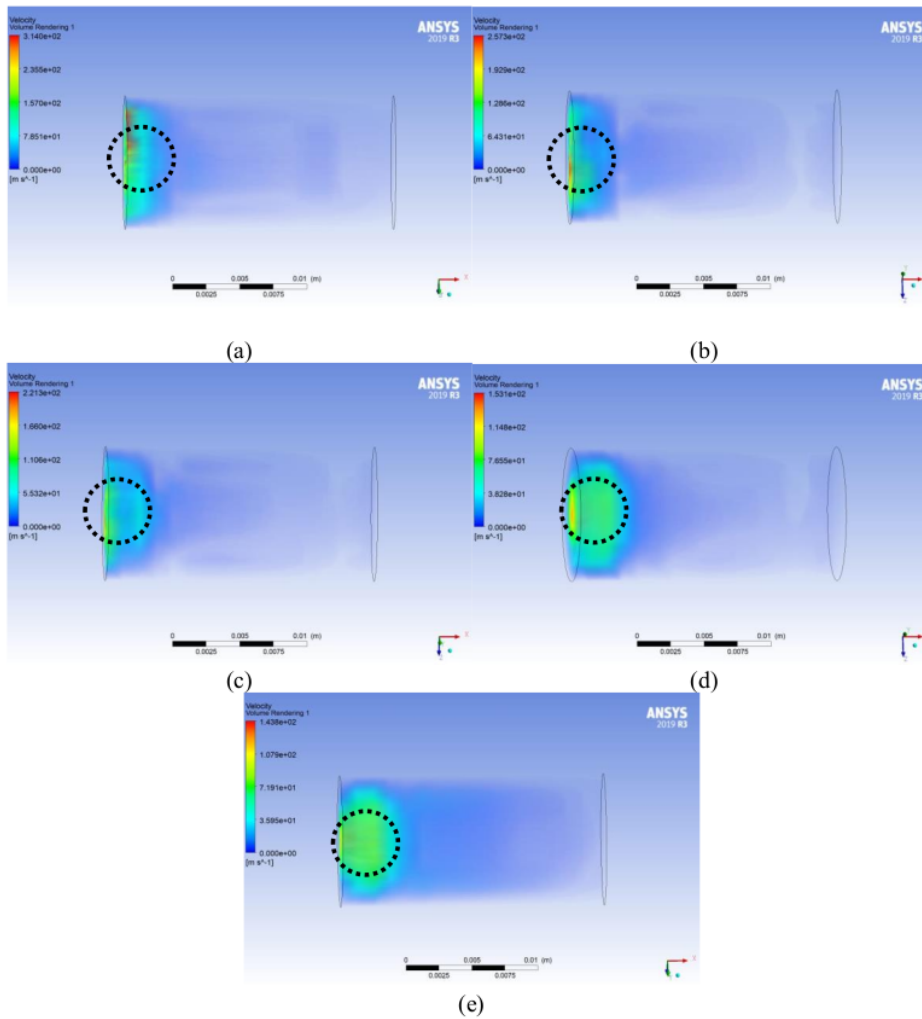 Velocity
Volume Rendering 1
3.140e+02
2.355e+02
1.570e+02
7.851e+01
0.000e+00
[m s^-1]
ANSYS
2019 R3
0 0.005 0.01 (m)
0.0025 0.0075
X
(a)
Velocity
Volume Rendering 1
2.573e+02
1.929e+02
1.286e+02
6.431e+01
0.000e+00
[m s^-1]
ANSYS
2019 R3
0 0.005 0.01 (m)
0.0025 0.0075
X
(b)
Velocity
Volume Rendering 1
2.213e+02
1.660e+02
1.106e+02
5.532e+01
0.000e+00
[m s^-1]
ANSYS
2019 R3
0 0.005 0.01 (m)
0.0025 0.0075
X
Z
(c)
Velocity
Volume Rendering 1
1.531e+02
1.148e+02
7.655e+01
3.828e+01
0.000e+00
[m s^-1]
ANSYS
2019 R3
0 0.005 0.01 (m)
0.0025 0.0075
X
Z
(d)
Velocity
Volume Rendering 1
1.438e+02
1.079e+02
7.191e+01
3.595e+01
0.000e+00
[m s^-1]
ANSYS
2019 R3
0 0.005 0.01 (m)
0.0025 0.0075
X
(e)